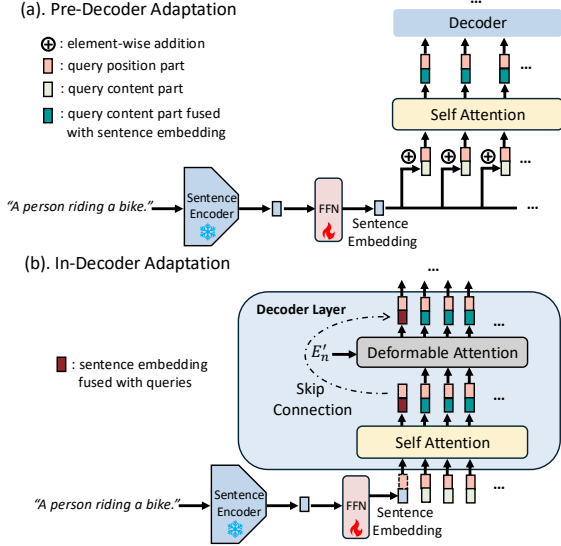 (a). Pre-Decoder Adaptation
...
Decoder
: element-wise addition
: query position part
: query content part
: query content part fused
with sentence embedding
...
Self Attention
...
"A person riding a bike."
Sentence
Encoder
FFN
Sentence
Embedding
...
(b). In-Decoder Adaptation
...
Decoder Layer
...
E'n
Deformable Attention
: sentence embedding
fused with queries
Skip
Connection
...
Self Attention
"A person riding a bike."
Sentence
Encoder
FFN
Sentence
Embedding
...